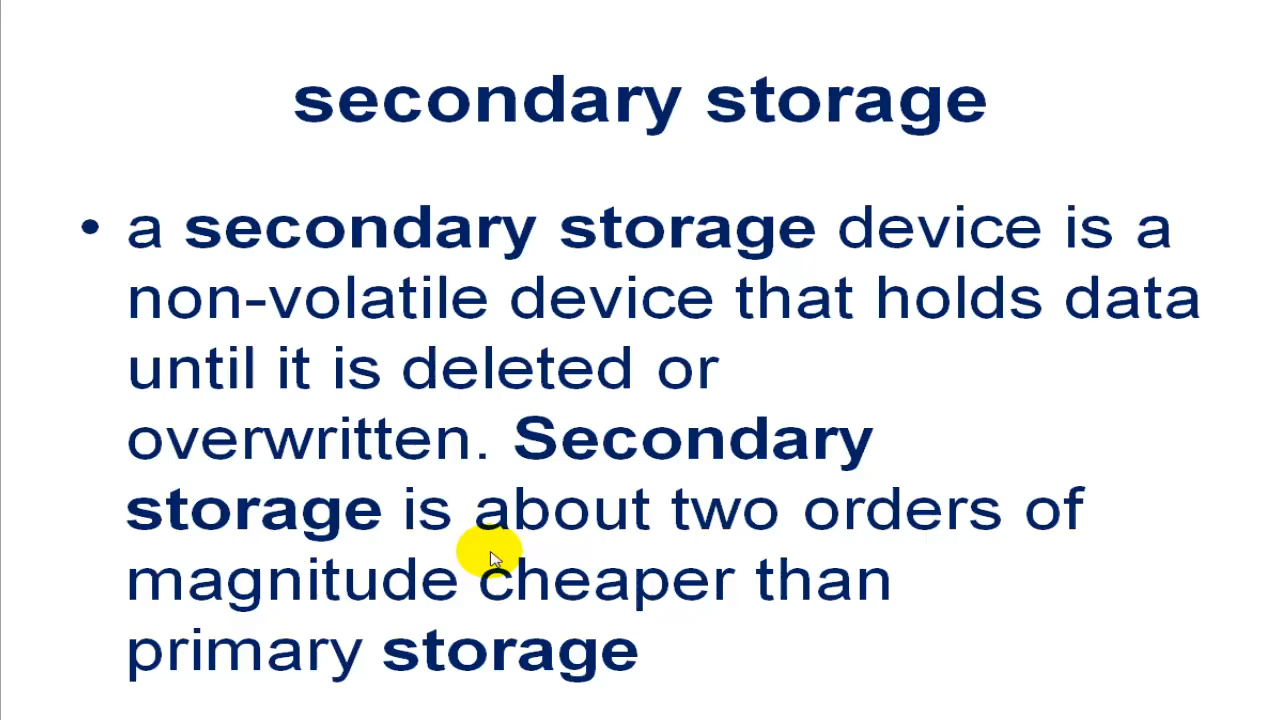 secondary storage
• a secondary storage device is a
non-volatile device that holds data
until it is deleted or
overwritten. Secondary
storage is about two orders of
magnitude cheaper than
primary storage